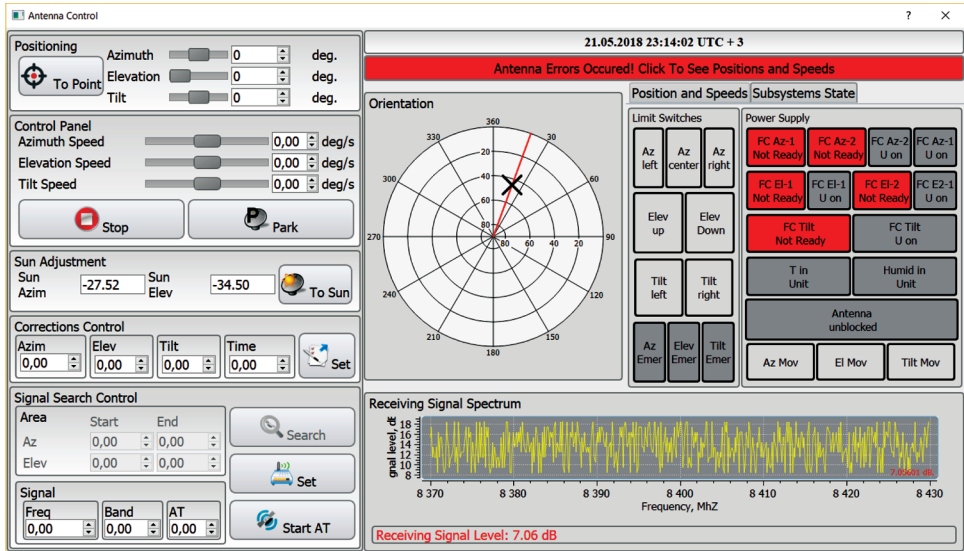 Antenna Control
? ×
Positioning
To Point
Azimuth 0 deg.
Elevation 0 deg.
Tilt 0 deg.
Control Panel
Azimuth Speed 0,00 deg/s
Elevation Speed 0,00 deg/s
Tilt Speed 0,00 deg/s
Stop
Park
Sun Adjustment
Sun Azim -27.52
Sun Elev -34.50
To Sun
Corrections Control
Azim Elev Tilt Time
0,00 0,00 0,00 0,00
Set
Signal Search Control
Area Start End
Az 0,00 0,00
Elev 0,00 0,00
Search
Set
Signal
Freq Band AT
0,00 0,00 0,00
Start AT
21.05.2018 23:14:02 UTC + 3
Antenna Errors Occured! Click To See Positions and Speeds
Orientation
360
330 30
20
300 40 60
60
80
270 80 60 40 20 90
240 120
210 150
180
Position and Speeds Subsystems State
Limit Switches
Az left
Az center
Az right
Elev up
Elev Down
Tilt left
Tilt right
Az Emer
Elev Emer
Tilt Emer
Power Supply
FC Az-1 Not Ready
FC Az-2 Not Ready
FC Az-2 U on
FC Az-1 U on
FC El-1 Not Ready
FC El-1 U on
FC El-2 Not Ready
FC E2-1 U on
FC Tilt Not Ready
FC Tilt U on
T in Unit
Humid in Unit
Antenna unblocked
Az Mov
El Mov
Tilt Mov
Receiving Signal Spectrum
gnal level, dE
18
16
14
12
10
8
7.05601 dB
8 370 8 380 8 390 8 400 8 410 8 420 8 430
Frequency, MhZ
Receiving Signal Level: 7.06 dB